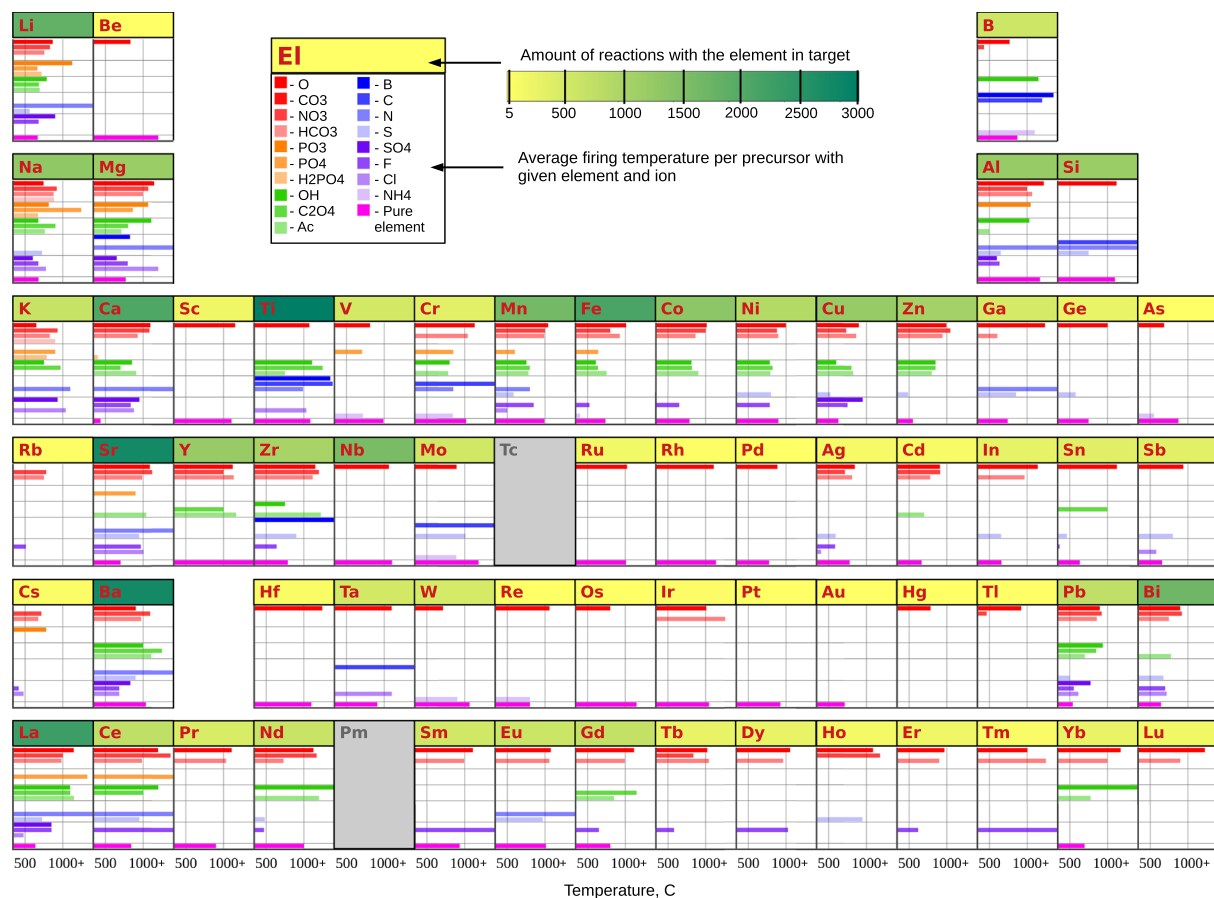 Li Be B
El
Amount of reactions with the element in target
5 500 1000 1500 2000 2500 3000
- O - B
- CO3 - C
- NO3 - N
- HCO3 - S
- PO3 - SO4
- PO4 - F
- H2PO4 - Cl
- OH - NH4
- C2O4 - Pure
- Ac element
Average firing temperature per precursor with
given element and ion
Na Mg Al Si
K Ca Sc Ti V Cr Mn Fe Co Ni Cu Zn Ga Ge As
Rb Sr Y Zr Nb Mo Tc Ru Rh Pd Ag Cd In Sn Sb
Cs Ba Hf Ta W Re Os Ir Pt Au Hg Tl Pb Bi
La Ce Pr Nd Pm Sm Eu Gd Tb Dy Ho Er Tm Yb Lu
500 1000+ 500 1000+ 500 1000+ 500 1000+ 500 1000+ 500 1000+ 500 1000+ 500 1000+ 500 1000+ 500 1000+ 500 1000+ 500 1000+ 500 1000+ 500 1000+ 500 1000+
Temperature, C